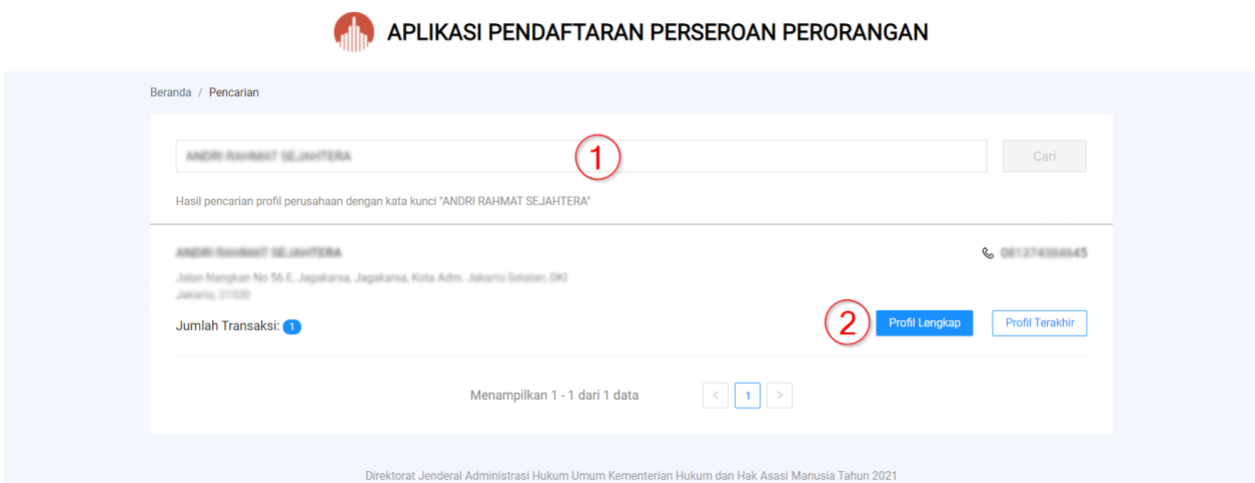 APLIKASI PENDAFTARAN PERSEROAN PERORANGAN
Beranda / Pencarian
ANDRI RAHMAT SEJAHTERA
1
Cari
Hasil pencarian profil perusahaan dengan kata kunci "ANDRI RAHMAT SEJAHTERA"
ANDRI RAHMAT SEJAHTERA
Jumlah Transaksi: 1
2
Profil Lengkap
Profil Terakhir
Menampilkan 1 - 1 dari 1 data
< 1 >
Direktorat Jenderal Administrasi Hukum Umum Kementerian Hukum dan Hak Asasi Manusia Tahun 2021